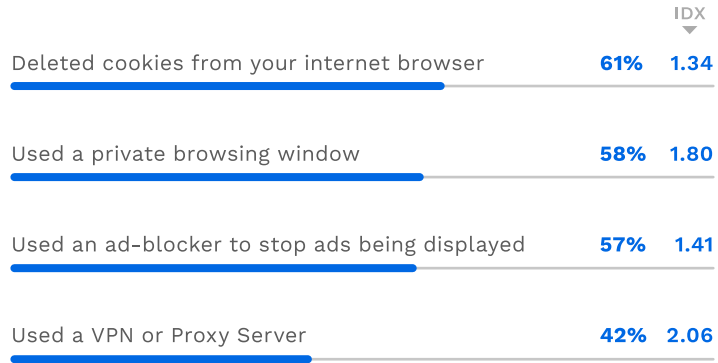 IDX
Deleted cookies from your internet browser 61% 1.34
Used a private browsing window 58% 1.80
Used an ad-blocker to stop ads being displayed 57% 1.41
Used a VPN or Proxy Server 42% 2.06